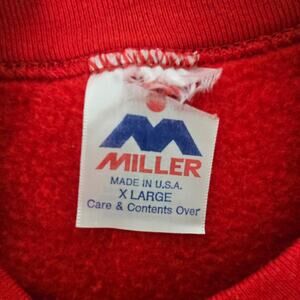 MILLER
MADE IN U.S.A.
X LARGE
Care & Contents Over